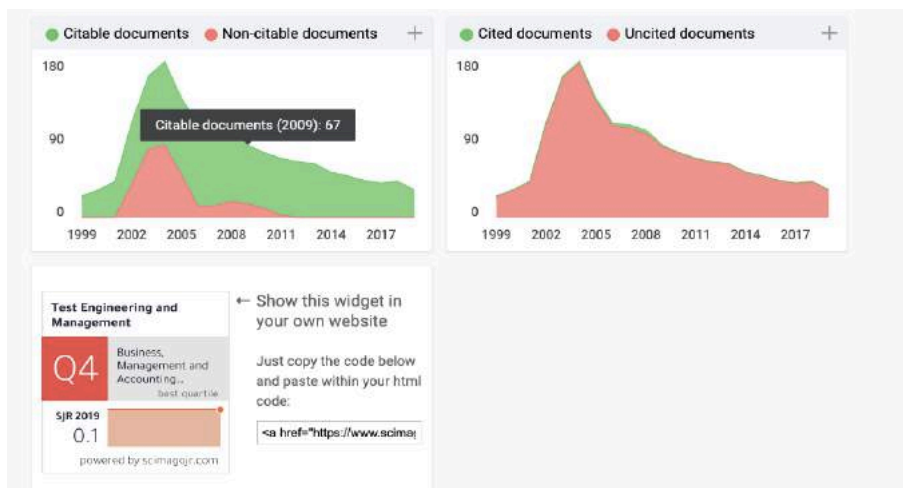 Citable documents Non-citable documents +
180
90
0
Citable documents (2009): 67
1999 2002 2005 2008 2011 2014 2017
Cited documents Uncited documents +
180
90
0
1999 2002 2005 2008 2011 2014 2017
Test Engineering and
Management
Q4
Business,
Management and
Accounting...
best quartile
SJR 2019
0.1
powered by scimagojr.com
← Show this widget in
your own website
Just copy the code below
and paste within your html
code:
<a href="https://www.scimag